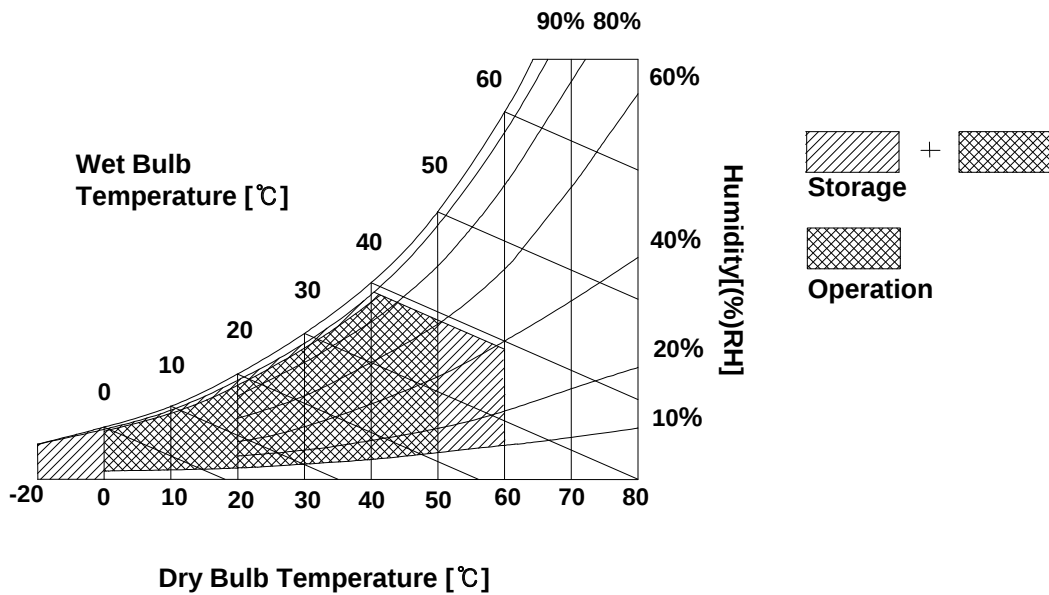 90% 80%
60
60%
50
Wet Bulb
Temperature [℃]
Storage
+
40
40%
30
Humidity[(%)RH]
Operation
20
20%
10
0
10%
-20 0 10 20 30 40 50 60 70 80
Dry Bulb Temperature [℃]